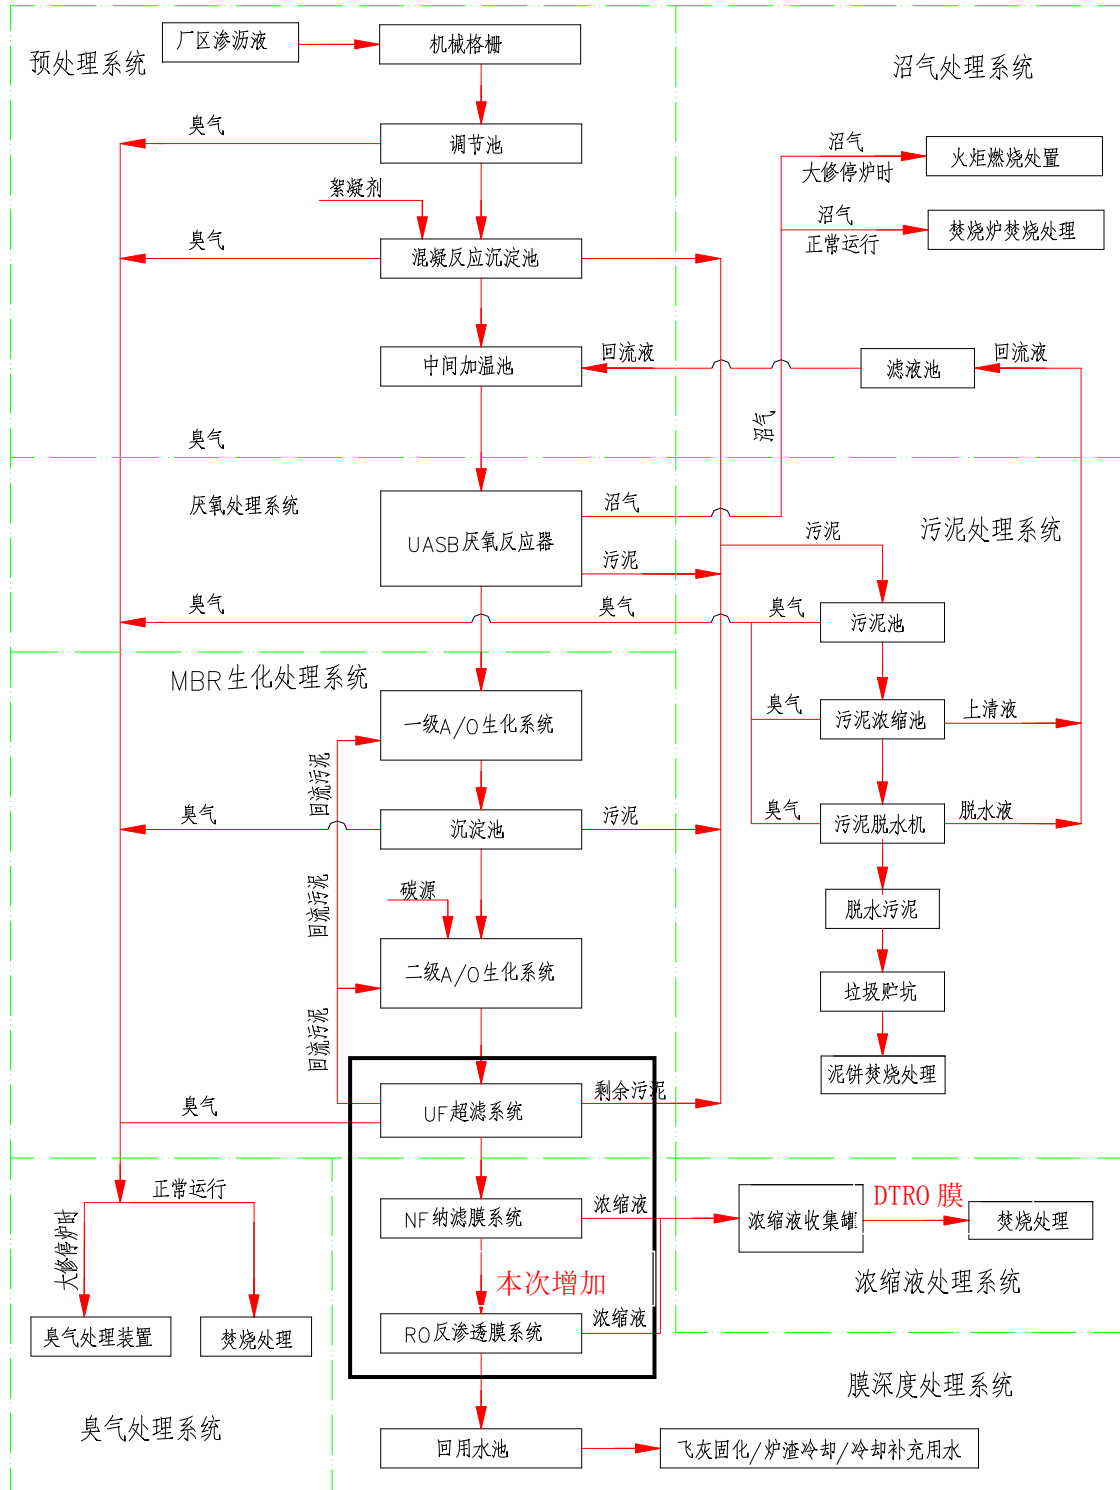 厂区渗沥液
机械格栅
预处理系统
沼气处理系统
臭气
调节池
沼气
大修停炉时
火炬燃烧处置
絮凝剂
沼气
正常运行
焚烧炉焚烧处理
臭气
混凝反应沉淀池
中间加温池
回流液
滤液池
回流液
沼气
臭气
厌氧处理系统
沼气
UASB厌氧反应器
污泥
污泥
污泥处理系统
臭气
臭气
臭气
污泥池
MBR生化处理系统
一级A/O生化系统
臭气
污泥浓缩池
上清液
回流污泥
臭气
沉淀池
污泥
臭气
污泥脱水机
脱水液
碳源
回流污泥
脱水污泥
二级A/O生化系统
垃圾贮坑
回流污泥
泥饼焚烧处理
臭气
UF超滤系统
剩余污泥
正常运行
大修停炉时
NF纳滤膜系统
浓缩液
浓缩液收集罐
DTRO 膜
焚烧处理
本次增加
浓缩液处理系统
臭气处理装置
焚烧处理
RO反渗透膜系统
浓缩液
膜深度处理系统
臭气处理系统
回用水池
飞灰固化/炉渣冷却/冷却补充用水